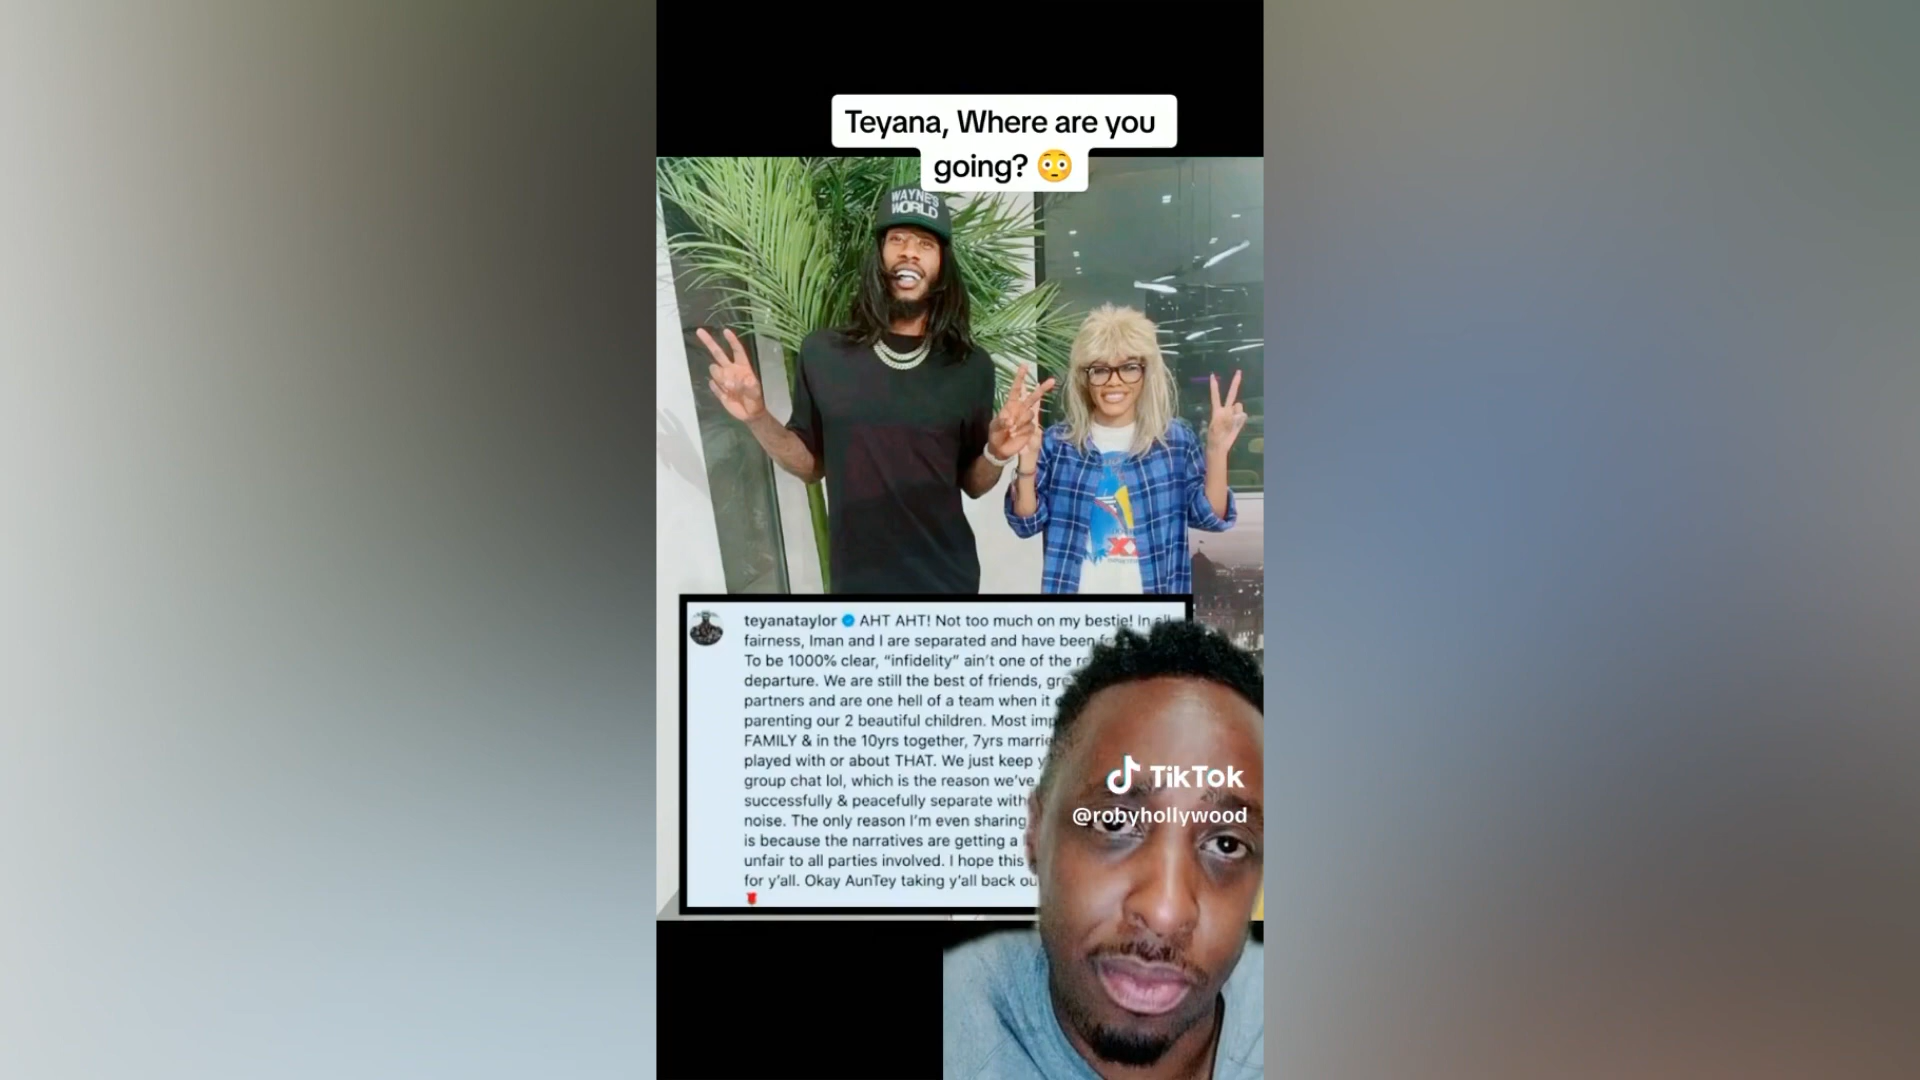 Teyana, Where are you
going? 😳
WAYNE'S
WORLD
teyanataylor AHT AHT! Not too much on my bestie! In all
fairness, Iman and I are separated and have been
To be 1000% clear, “infidelity” ain’t one of the
departure. We are still the best of friends,
partners and are one hell of a team when it
parenting our 2 beautiful children. Most
FAMILY & in the 10yrs together, 7yrs
played with or about THAT. We just keep
group chat lol, which is the reason we’ve
successfully & peacefully separate
noise. The only reason I’m even sharing
is because the narratives are getting a
unfair to all parties involved. I hope this
for y’all. Okay AunTey taking y’all back
🌹
TikTok
@robyhollywood